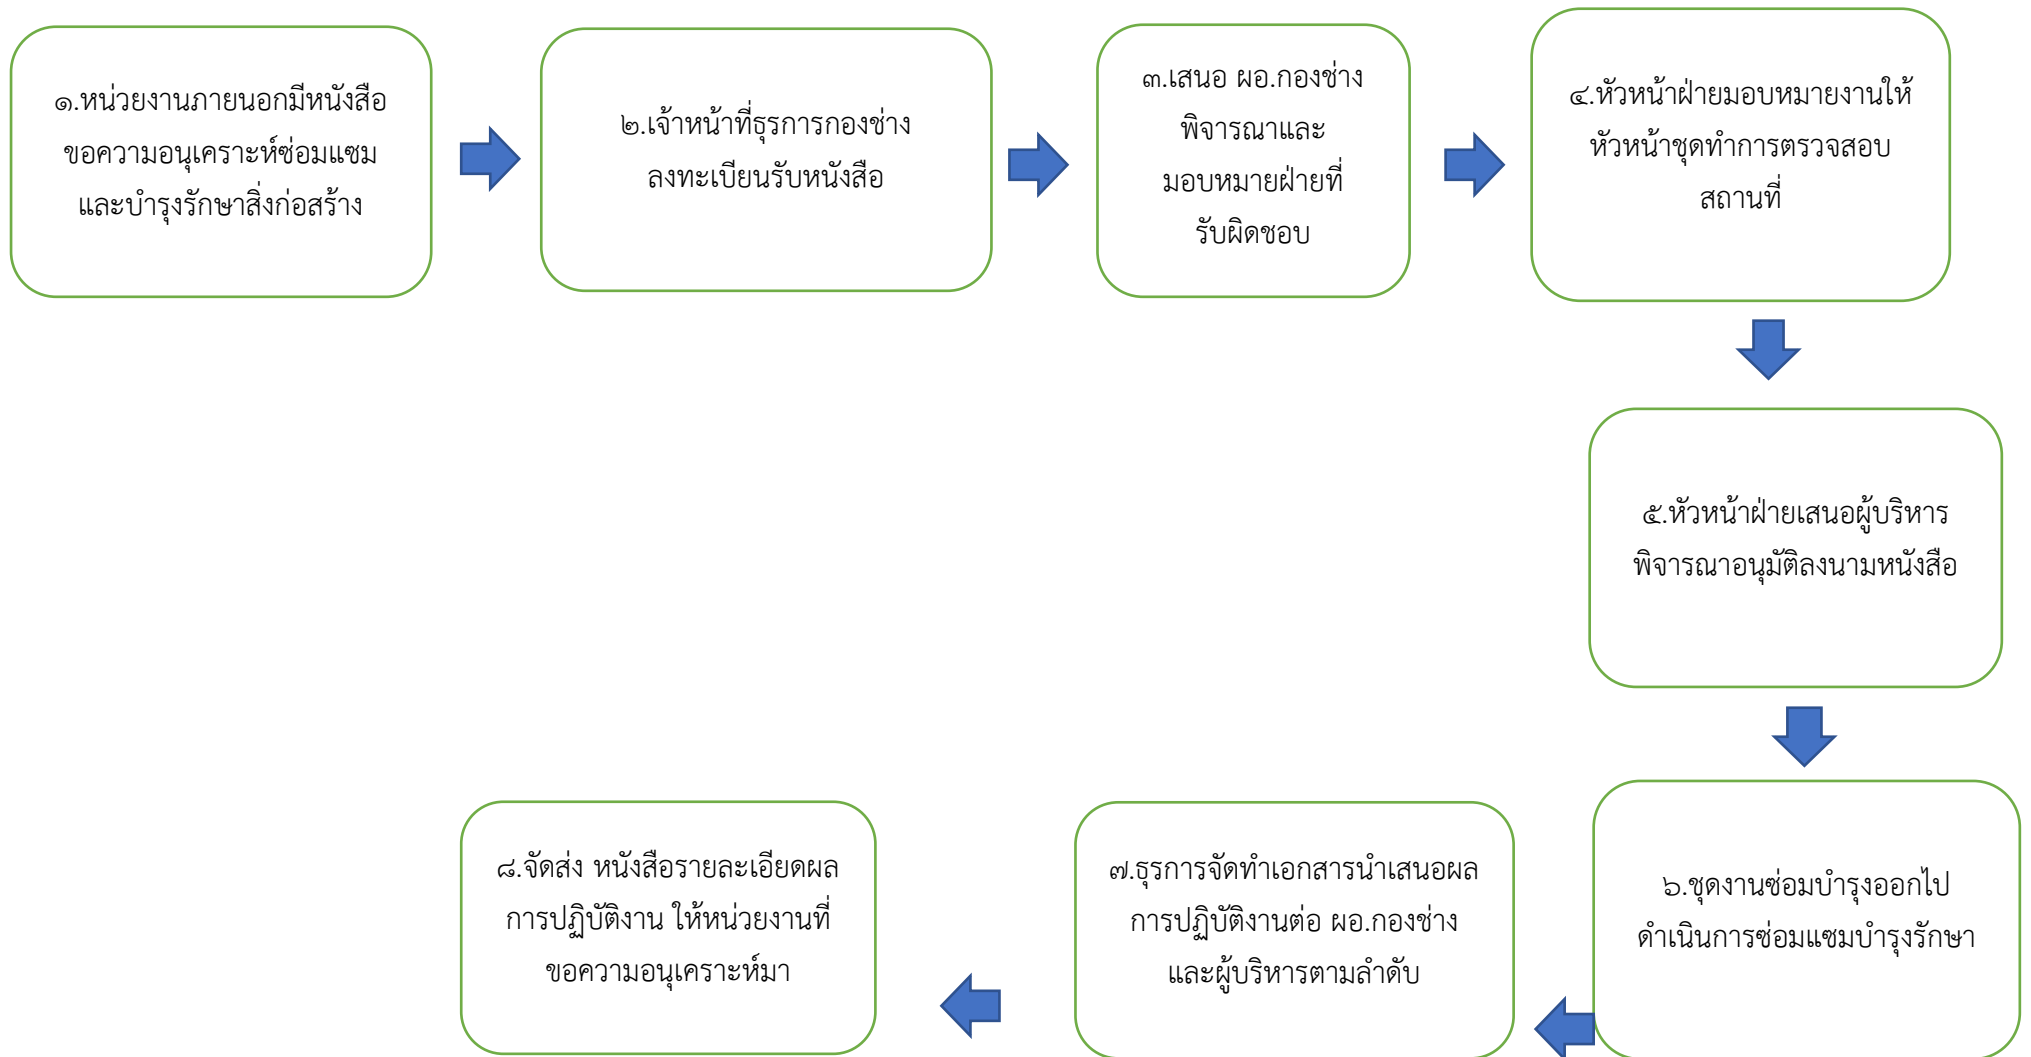 ๑.หน่วยงานภายนอกมีหนังสือ
ขอความอนุเคราะห์ซ่อมแซม
และบำรุงรักษาสิ่งก่อสร้าง
๒.เจ้าหน้าที่ธุรการกองช่าง
ลงทะเบียนรับหนังสือ
๓.เสนอ ผอ.กองช่าง
พิจารณาและ
มอบหมายฝ่ายที่
รับผิดชอบ
๔.หัวหน้าฝ่ายมอบหมายงานให้
หัวหน้าชุดทำการตรวจสอบ
สถานที่
๕.หัวหน้าฝ่ายเสนอผู้บริหาร
พิจารณาอนุมัติลงนามหนังสือ
๖.ชุดงานซ่อมบำรุงออกไป
ดำเนินการซ่อมแซมบำรุงรักษา
๗.ธุรการจัดทำเอกสารนำเสนอผล
การปฏิบัติงานต่อ ผอ.กองช่าง
และผู้บริหารตามลำดับ
๘.จัดส่ง หนังสือรายละเอียดผล
การปฏิบัติงาน ให้หน่วยงานที่
ขอความอนุเคราะห์มา